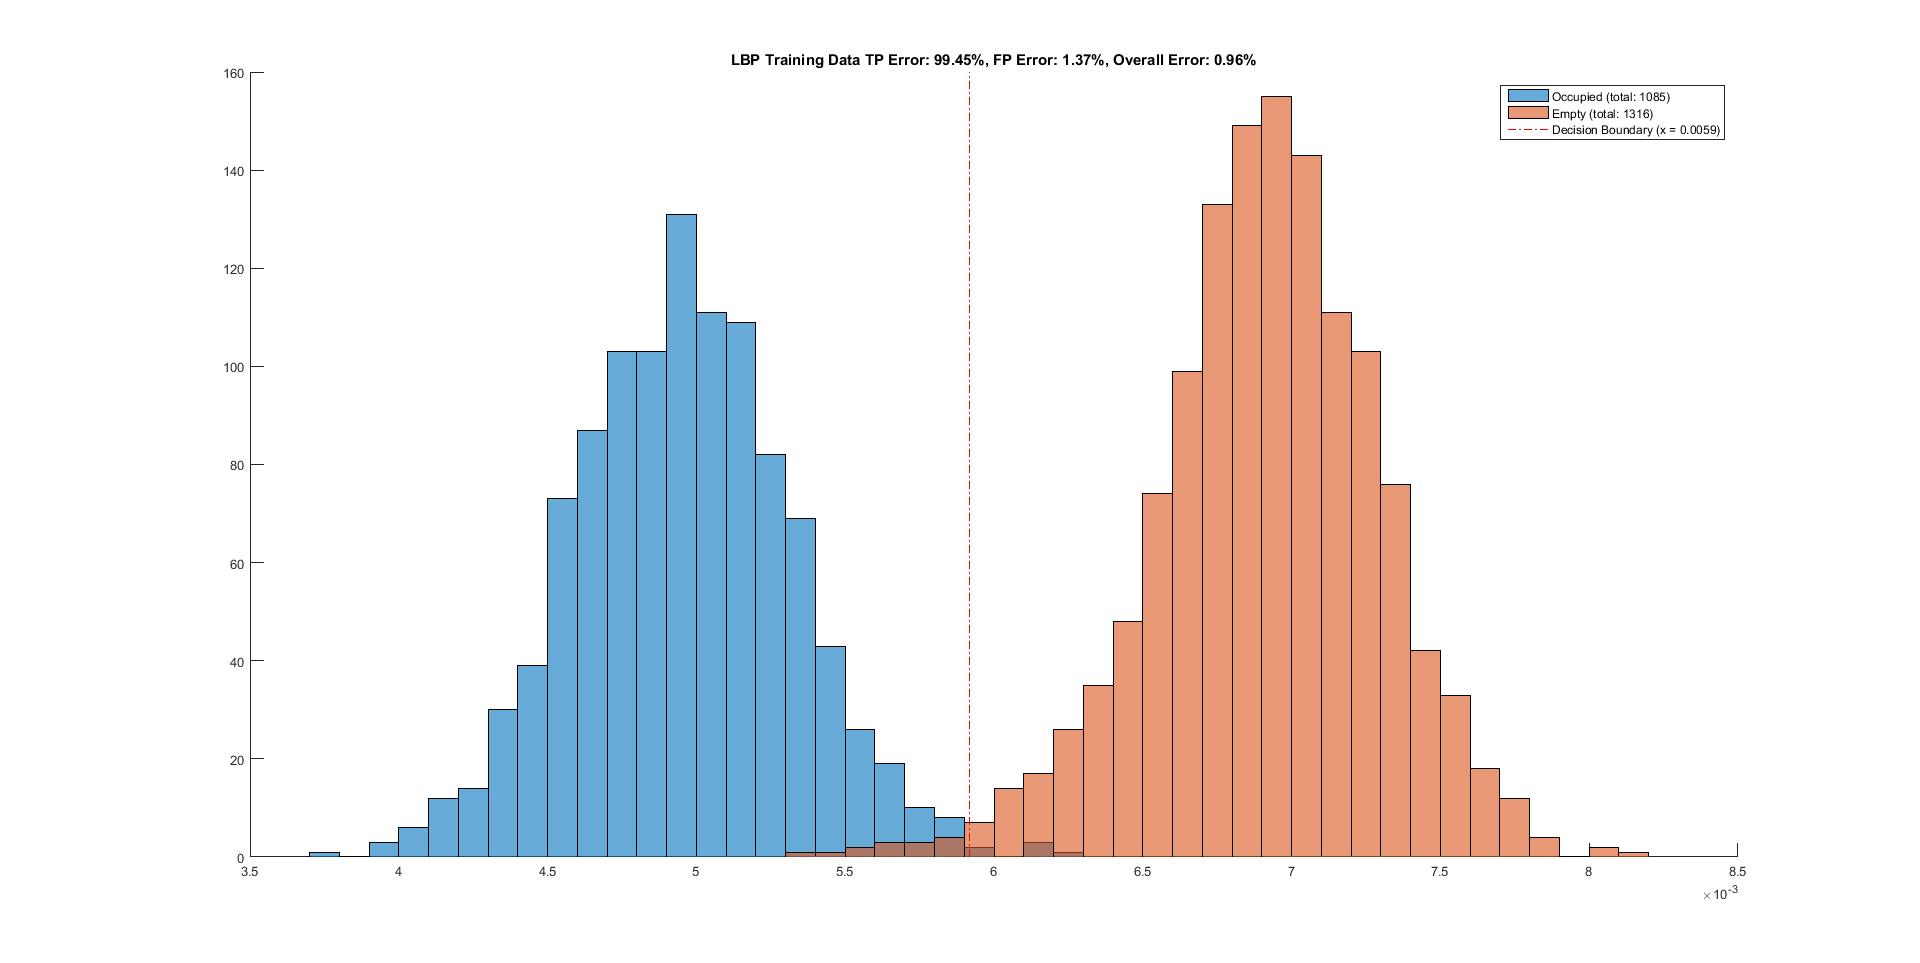 LBP Training Data TP Error: 99.45%, FP Error: 1.37%, Overall Error: 0.96%
Occupied (total: 1085)
Empty (total: 1316)
Decision Boundary (x = 0.0059)
160
140
120
100
80
60
40
20
0
3.5 4 4.5 5 5.5 6 6.5 7 7.5 8 8.5
×10-3